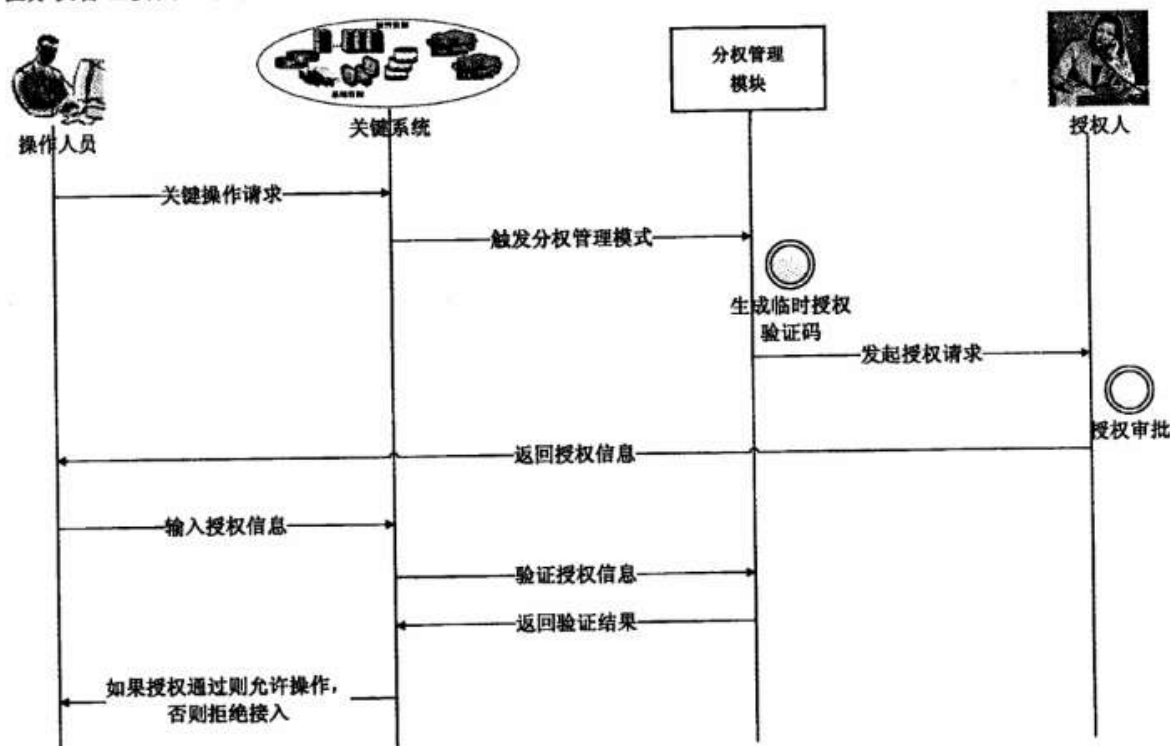 分权管理
模块
操作人员
关键系统
授权人
关键操作请求
触发分权管理模式
生成临时授权
验证码
发起授权请求
授权审批
返回授权信息
输入授权信息
验证授权信息
返回验证结果
如果授权通过则允许操作,
否则拒绝接入